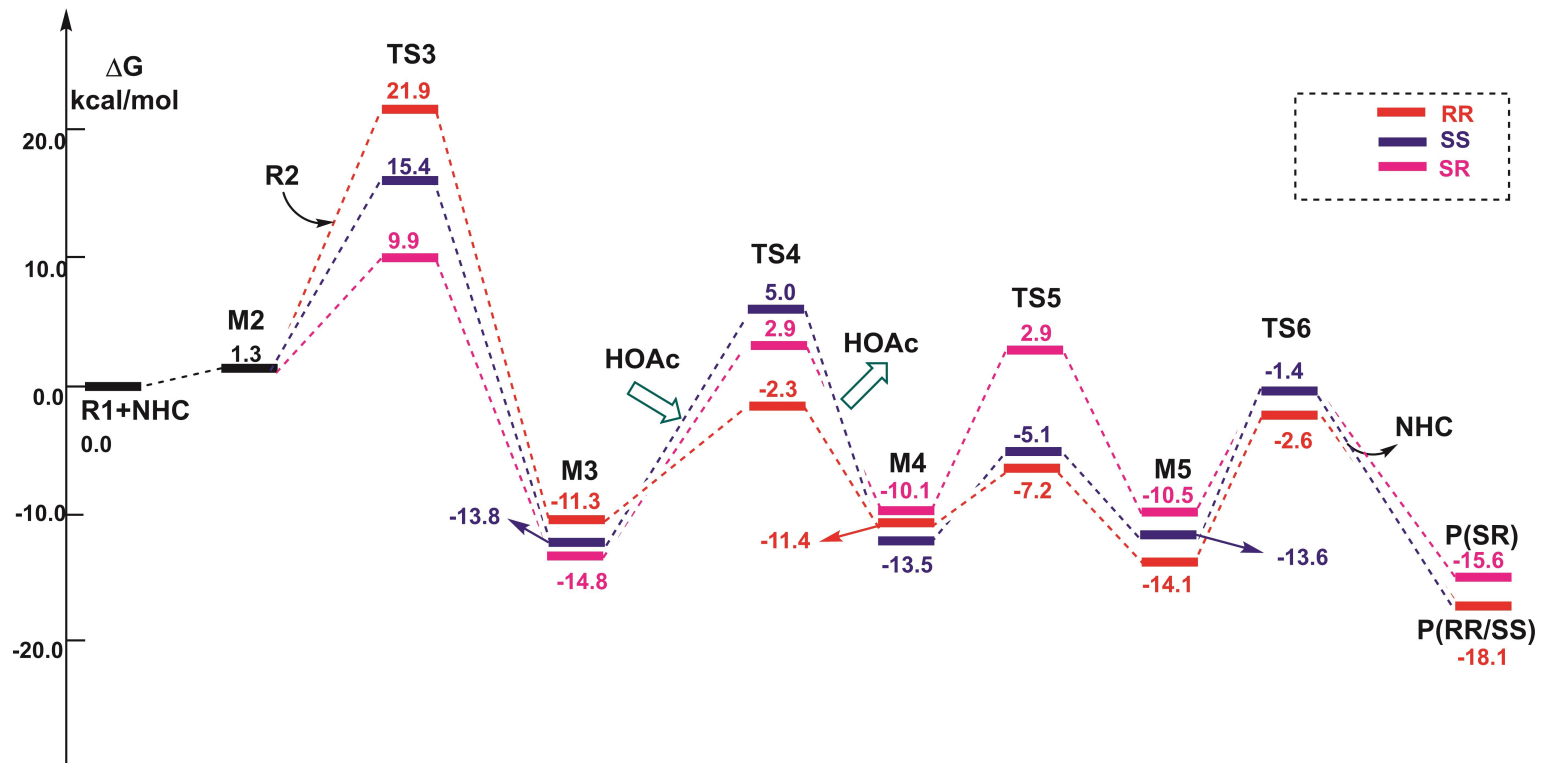 ΔG
kcal/mol
20.0
10.0
0.0
-10.0
-20.0
R1+NHC
0.0
M2
1.3
R2
TS3
21.9
15.4
9.9
M3
-11.3
-13.8
-14.8
HOAc
TS4
5.0
2.9
-2.3
HOAc
M4
-10.1
-11.4
-13.5
TS5
2.9
-5.1
-7.2
M5
-10.5
-13.6
-14.1
TS6
-1.4
-2.6
NHC
P(SR)
-15.6
P(RR/SS)
-18.1
RR
SS
SR